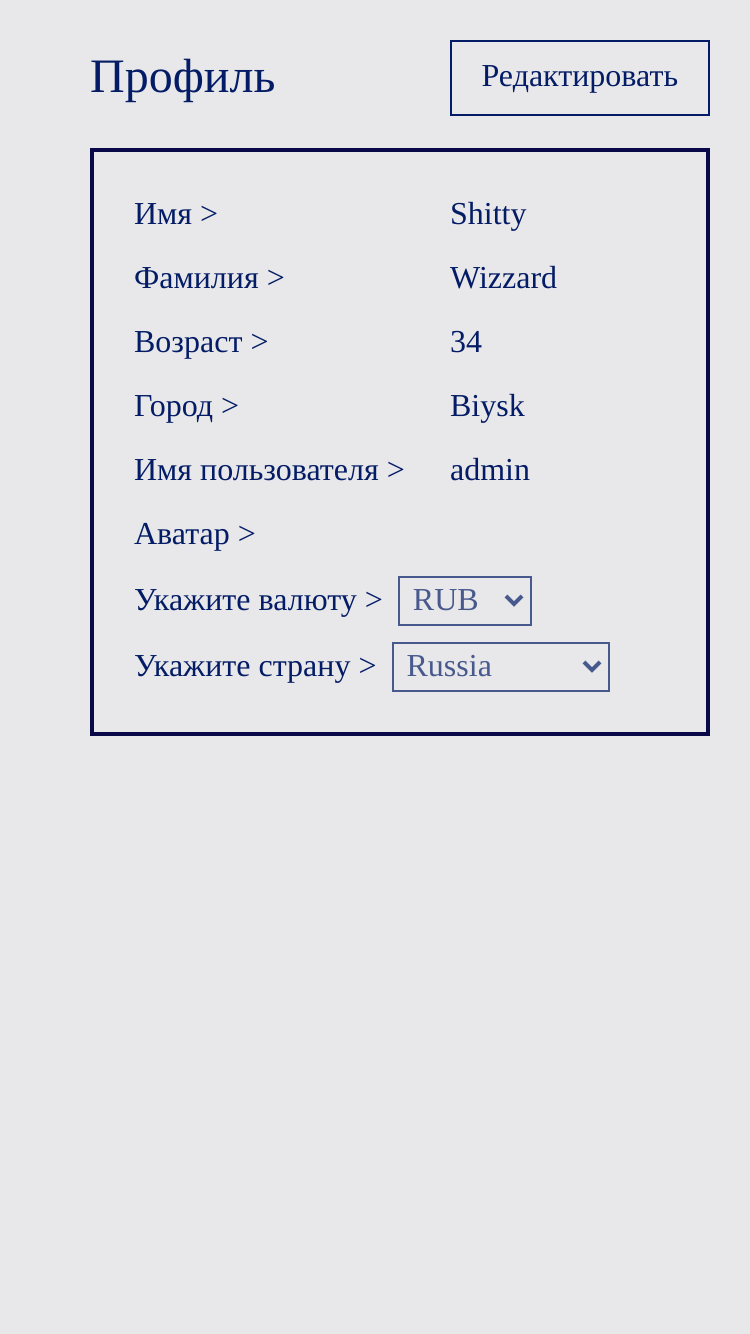 Профиль
Редактировать
Имя > Shitty
Фамилия > Wizzard
Возраст > 34
Город > Biysk
Имя пользователя > admin
Аватар >
Укажите валюту > RUB
Укажите страну > Russia